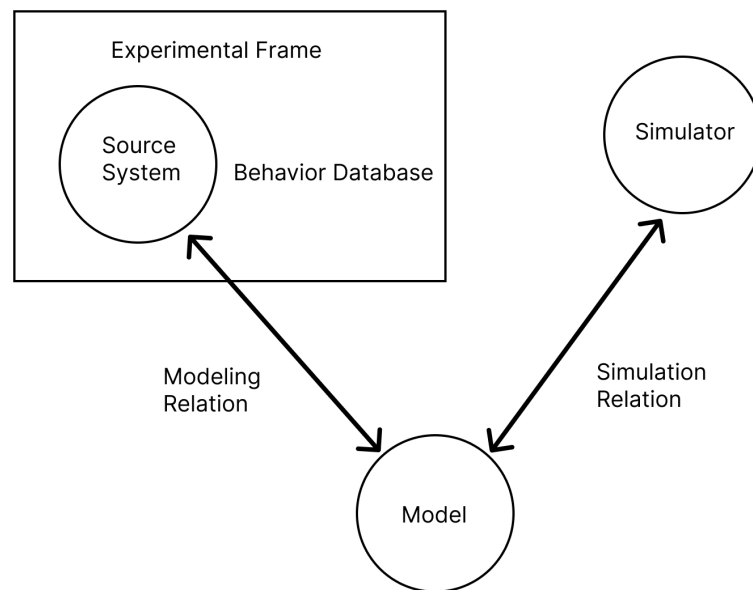 Experimental Frame
Source
System
Behavior Database
Simulator
Modeling
Relation
Simulation
Relation
Model